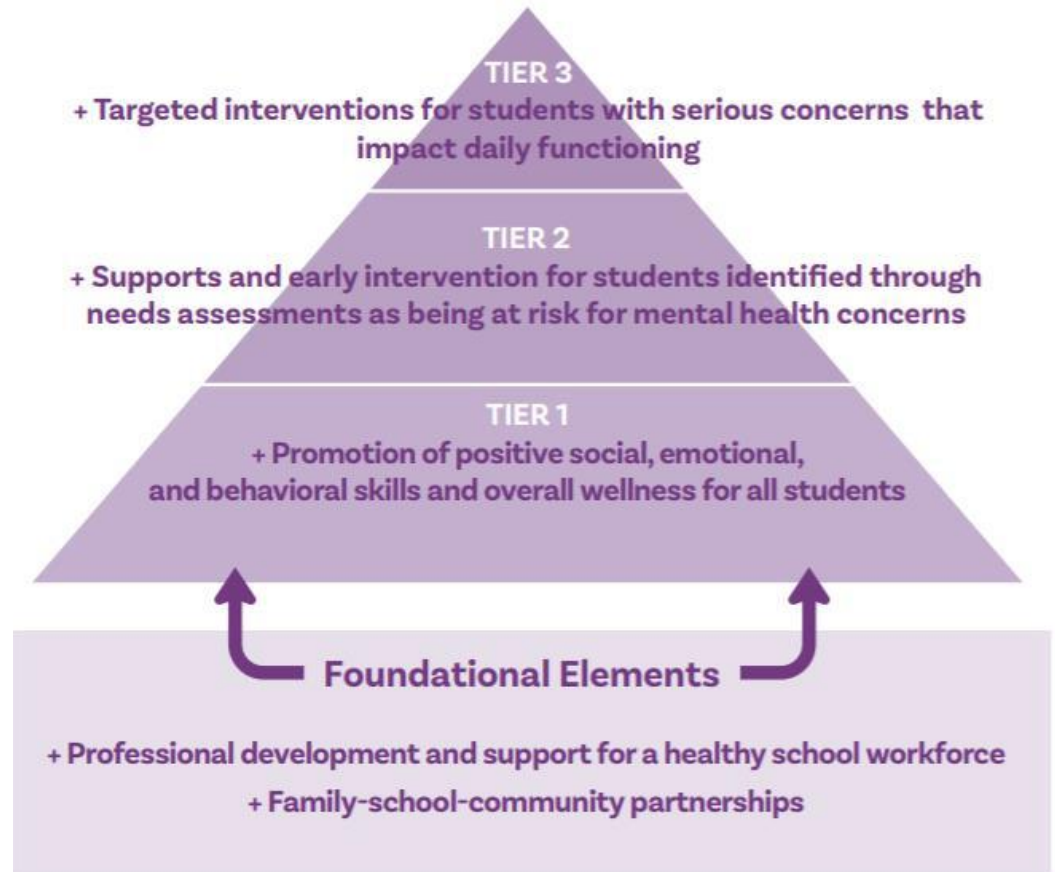 TIER 3
+ Targeted interventions for students with serious concerns that
impact daily functioning
TIER 2
+ Supports and early intervention for students identified through
needs assessments as being at risk for mental health concerns
TIER 1
+ Promotion of positive social, emotional,
and behavioral skills and overall wellness for all students
Foundational Elements
+ Professional development and support for a healthy school workforce
+ Family-school-community partnerships